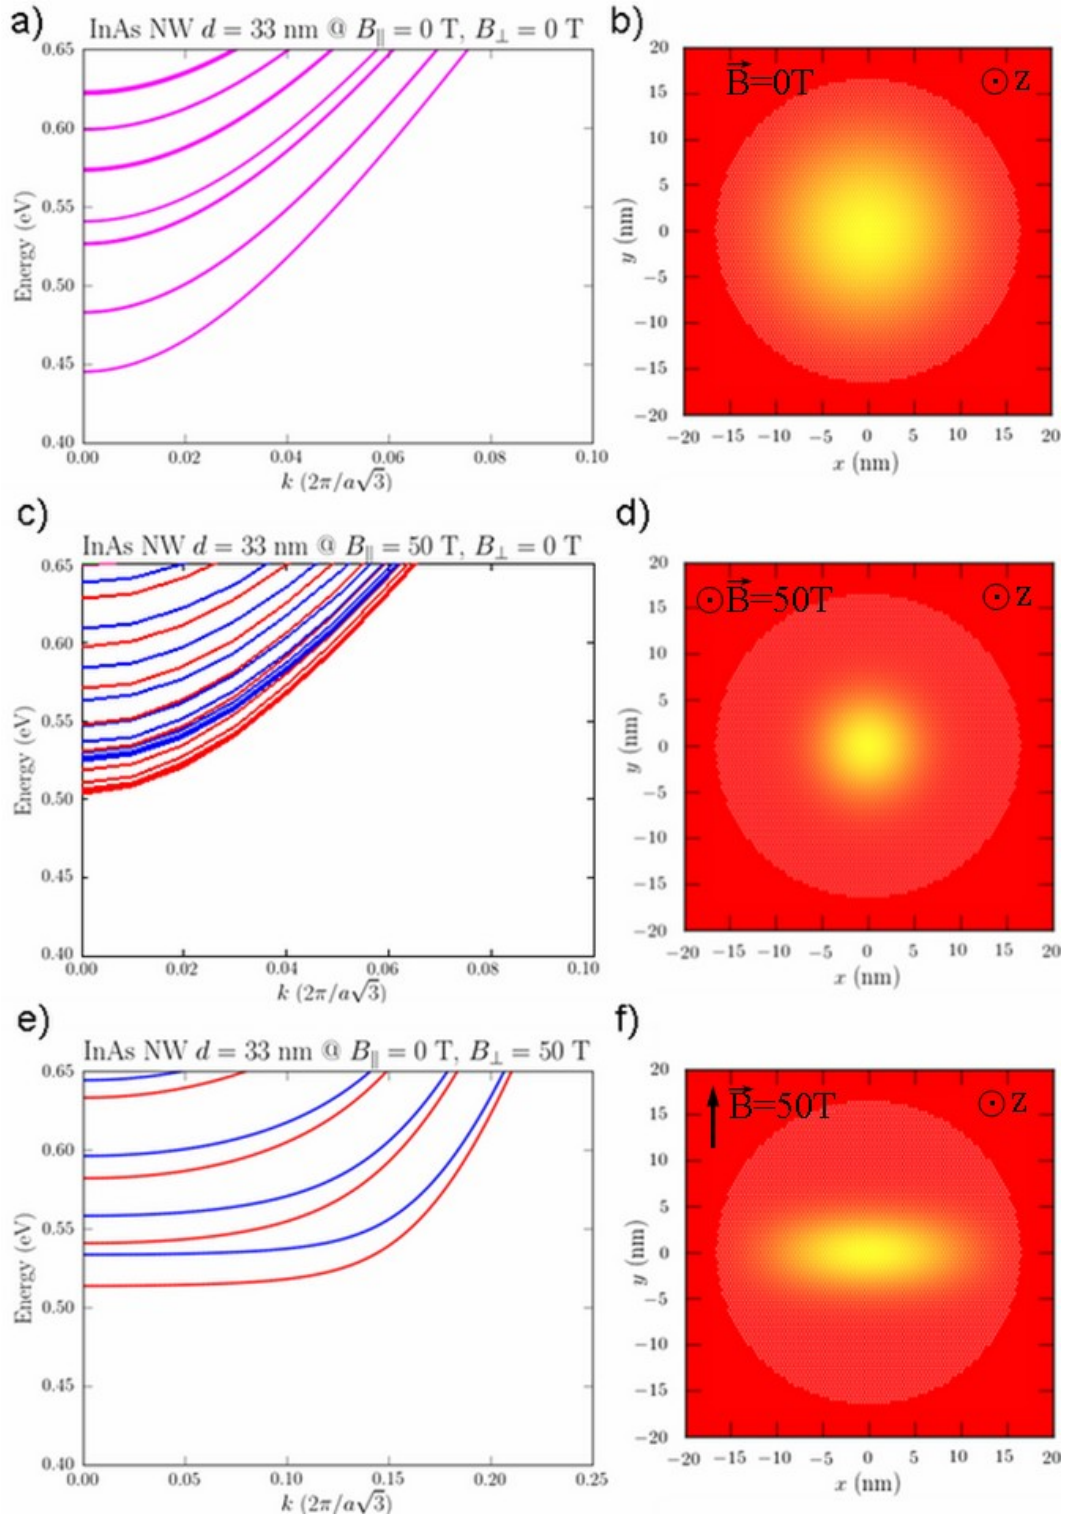 a)
InAs NW d = 33 nm @ B∥ = 0 T, B⊥ = 0 T
0.65
0.60
0.55
0.50
0.45
0.40
Energy (eV)
0.00 0.02 0.04 0.06 0.08 0.10
k (2π/a√3)
b)
B⃗=0T
z
20
15
10
5
0
−5
−10
−15
−20
y (nm)
−20 −15 −10 −5 0 5 10 15 20
x (nm)
c)
InAs NW d = 33 nm @ B∥ = 50 T, B⊥ = 0 T
0.65
0.60
0.55
0.50
0.45
0.40
Energy (eV)
0.00 0.02 0.04 0.06 0.08 0.10
k (2π/a√3)
d)
B⃗=50T
z
20
15
10
5
0
−5
−10
−15
−20
y (nm)
−20 −15 −10 −5 0 5 10 15 20
x (nm)
e)
InAs NW d = 33 nm @ B∥ = 0 T, B⊥ = 50 T
0.65
0.60
0.55
0.50
0.45
0.40
Energy (eV)
0.00 0.05 0.10 0.15 0.20 0.25
k (2π/a√3)
f)
B⃗=50T
z
20
15
10
5
0
−5
−10
−15
−20
y (nm)
−20 −15 −10 −5 0 5 10 15 20
x (nm)